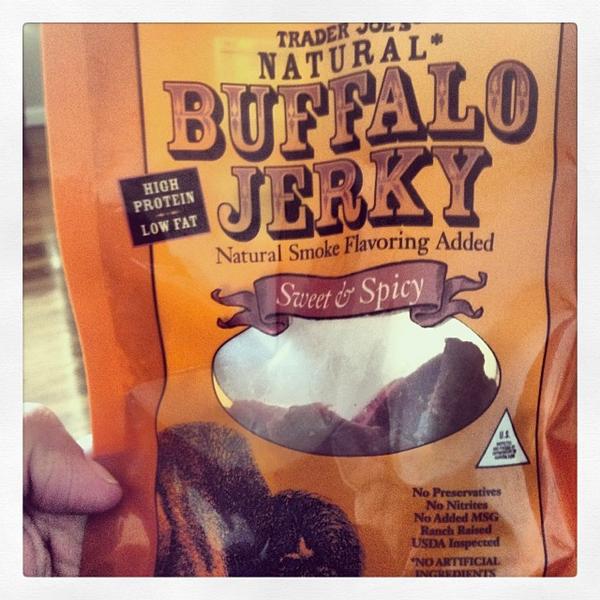 TRADER JOE'S
NATURAL*
BUFFALO
JERKY
HIGH
PROTEIN
LOW FAT
Natural Smoke Flavoring Added
Sweet & Spicy
U.S.
No Preservatives
No Nitrites
No Added MSG
Ranch Raised
USDA Inspected
*NO ARTIFICIAL
INGREDIENTS